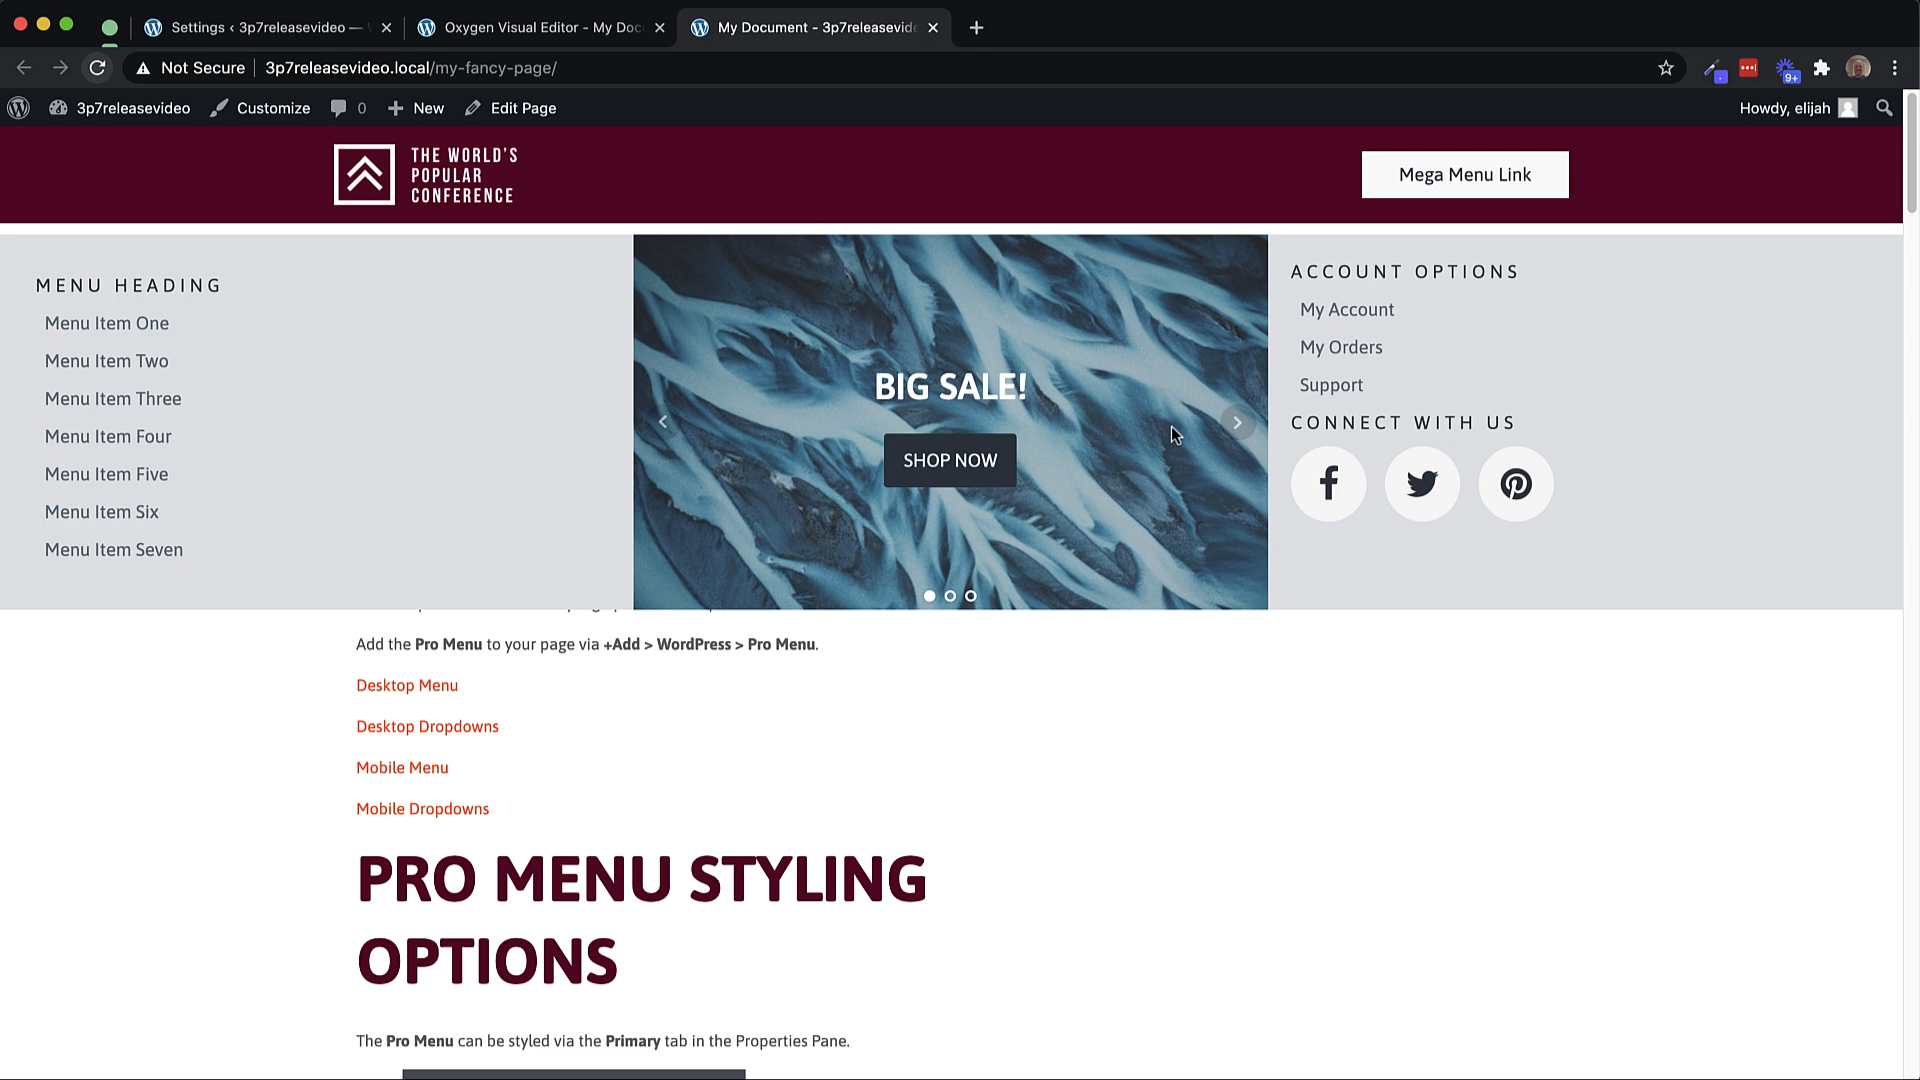 Settings ‹ 3p7releasevideo —
Oxygen Visual Editor - My Doc
My Document - 3p7releasevide
Not Secure
3p7releasevideo.local/my-fancy-page/
9+
3p7releasevideo
Customize
0
New
Edit Page
Howdy, elijah
THE WORLD'S
POPULAR
CONFERENCE
Mega Menu Link
MENU HEADING
Menu Item One
Menu Item Two
Menu Item Three
Menu Item Four
Menu Item Five
Menu Item Six
Menu Item Seven
BIG SALE!
SHOP NOW
ACCOUNT OPTIONS
My Account
My Orders
Support
CONNECT WITH US
Add the Pro Menu to your page via +Add > WordPress > Pro Menu.
Desktop Menu
Desktop Dropdowns
Mobile Menu
Mobile Dropdowns
PRO MENU STYLING
OPTIONS
The Pro Menu can be styled via the Primary tab in the Properties Pane.